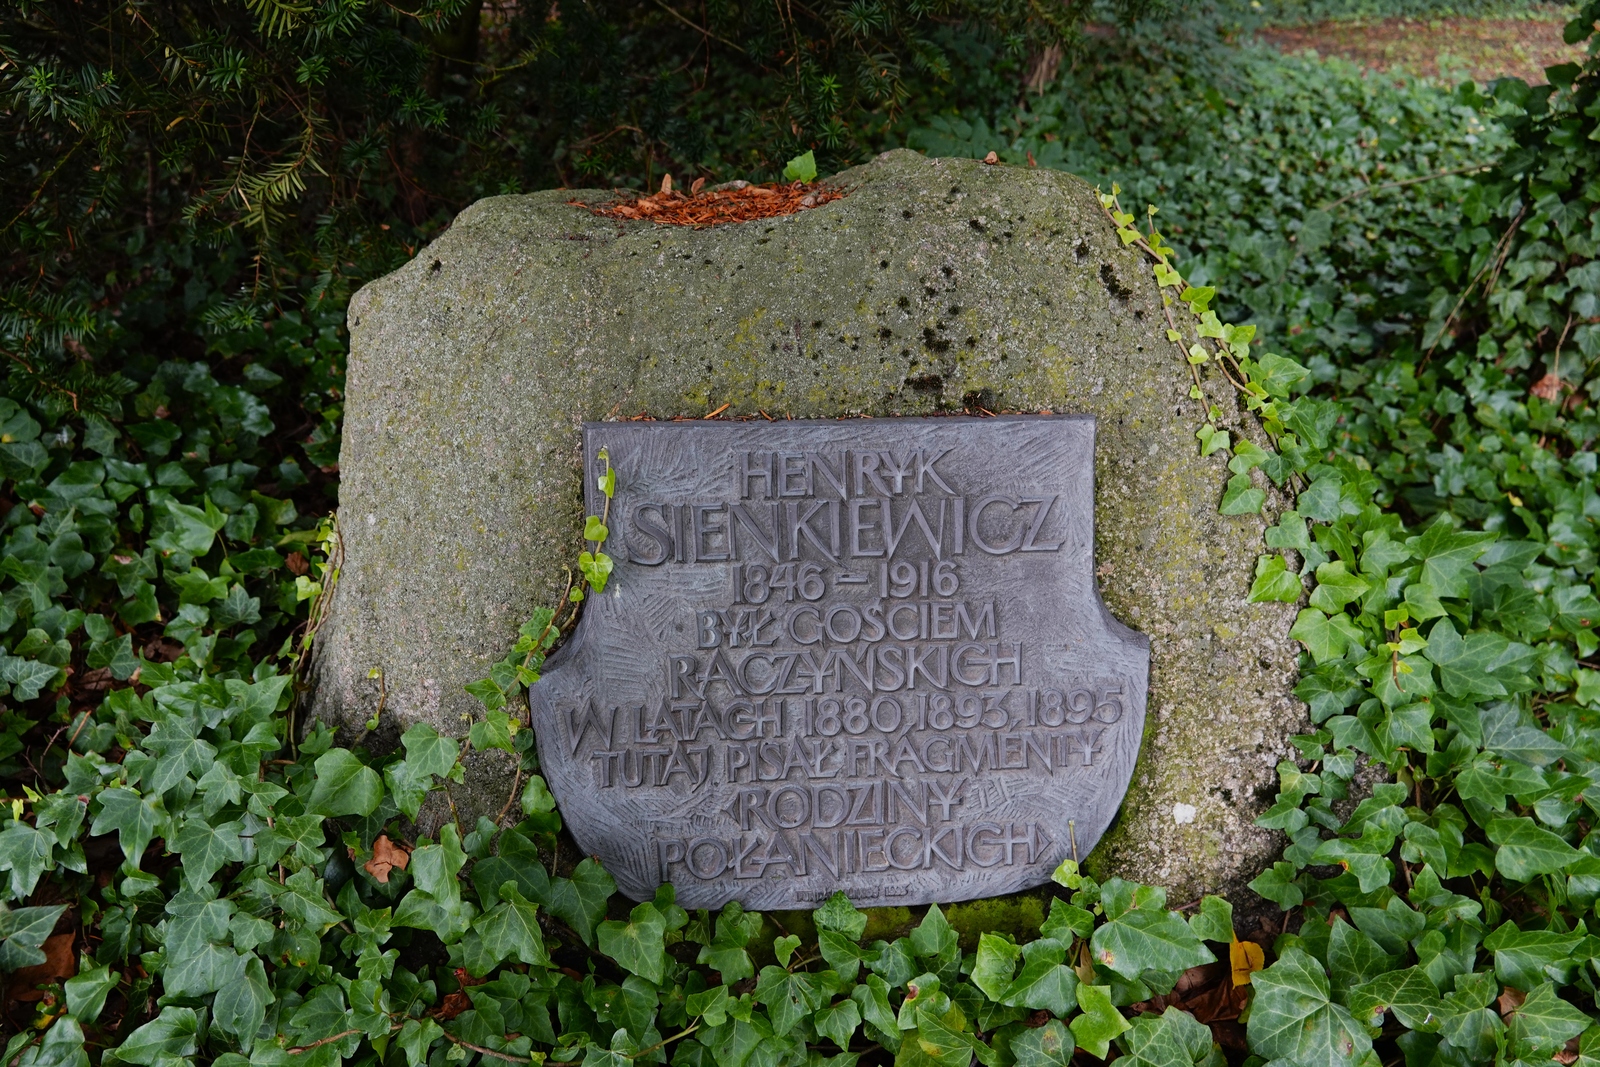 HENRYK
SIENKIEWICZ
1846 – 1916
BYŁ GOŚCIEM
RACZYŃSKICH
W LATACH 1880, 1893, 1895
TUTAJ PISAŁ FRAGMENTY
‹RODZINY
POŁANIECKICH›